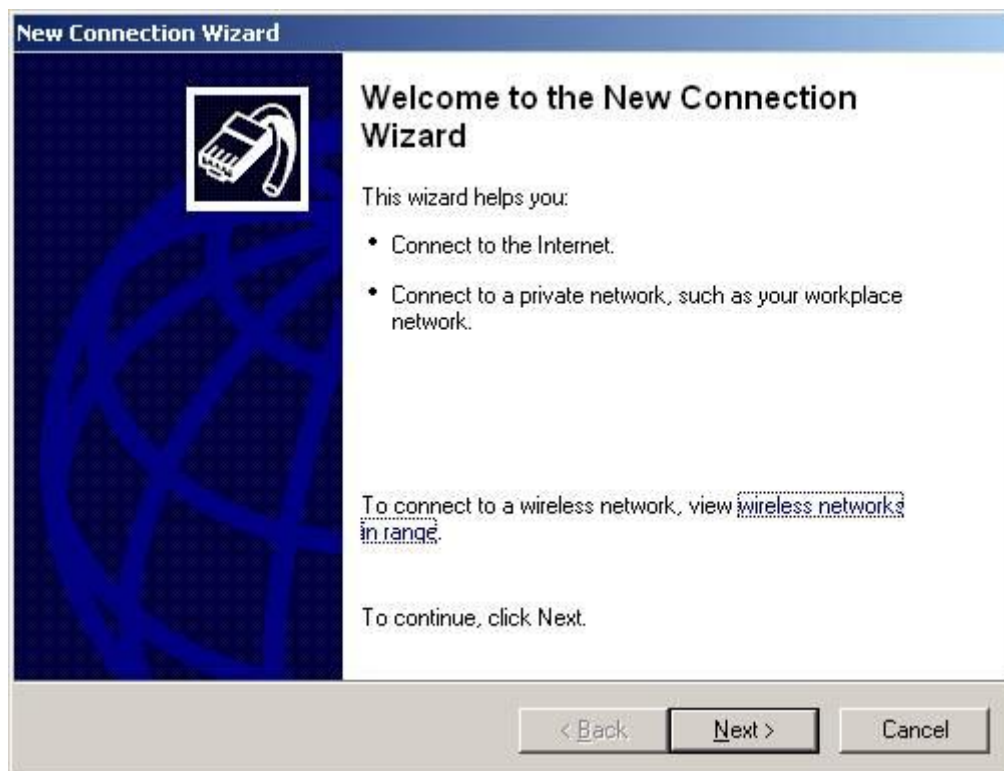 New Connection Wizard
Welcome to the New Connection
Wizard
This wizard helps you:
• Connect to the Internet.
• Connect to a private network, such as your workplace
network.
To connect to a wireless network, view wireless networks
in range.
To continue, click Next.
< Back
Next >
Cancel